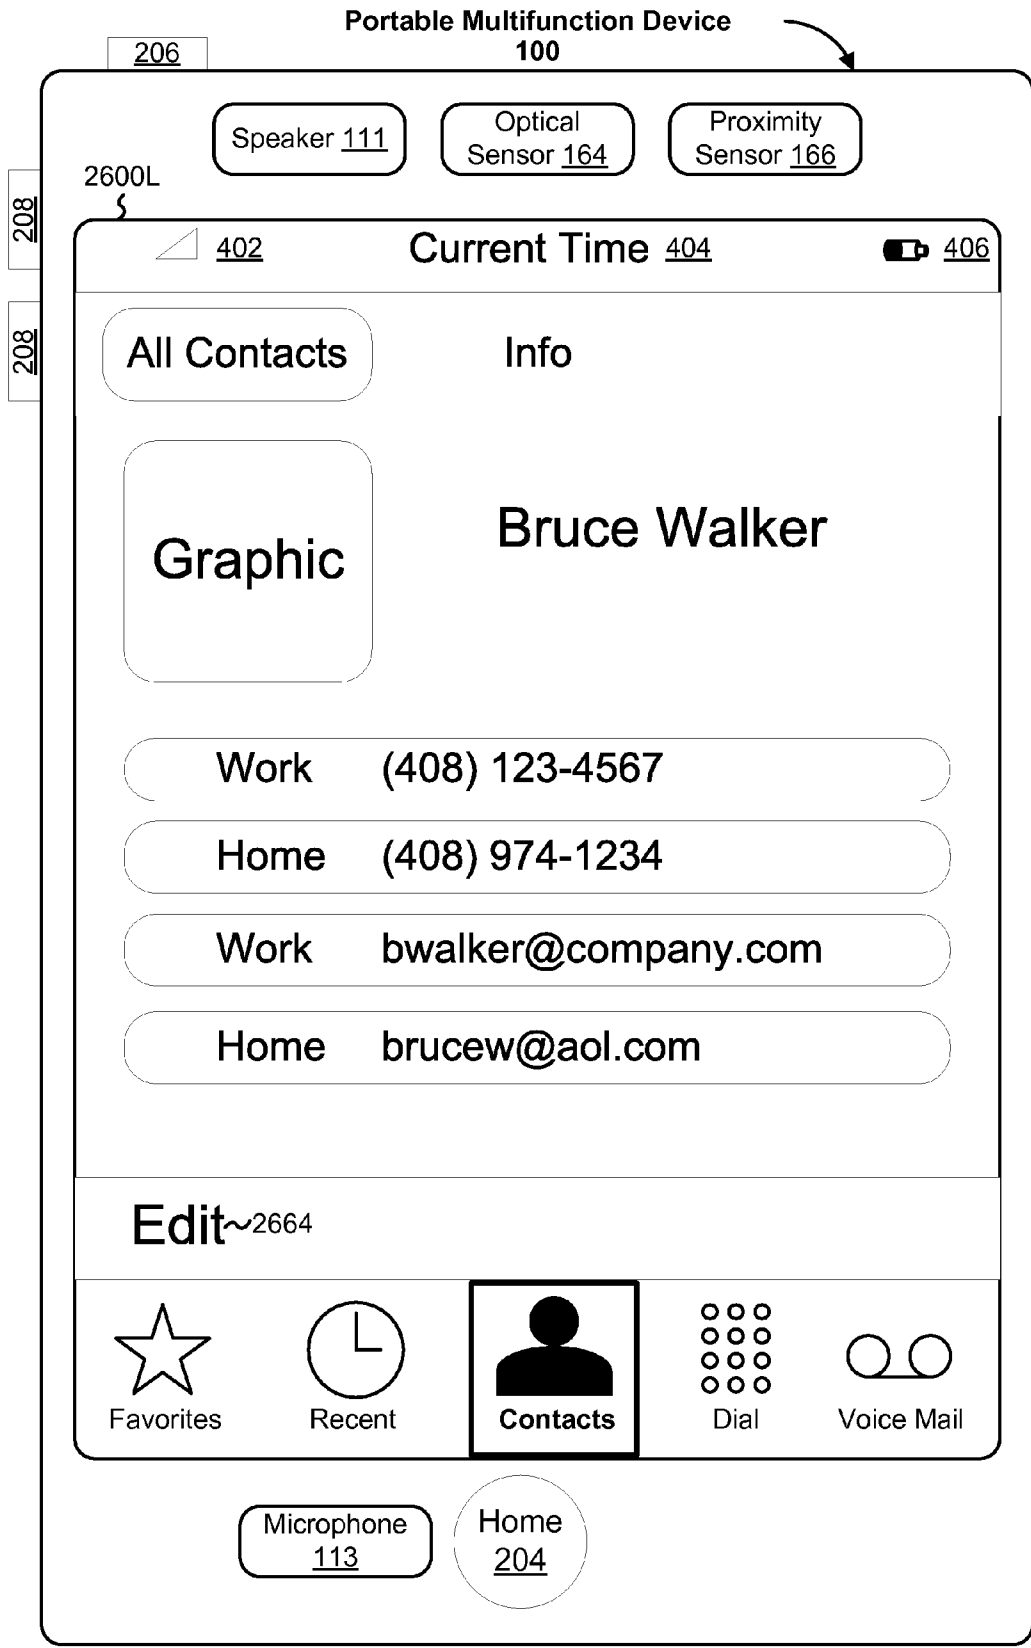 Portable Multifunction Device
100
206
Speaker 111
Optical
Sensor 164
Proximity
Sensor 166
2600L
208
208
402
Current Time 404
406
All Contacts
Info
Graphic
Bruce Walker
Work (408) 123-4567
Home (408) 974-1234
Work bwalker@company.com
Home brucew@aol.com
Edit~2664
Favorites
Recent
Contacts
Dial
Voice Mail
Microphone
113
Home
204